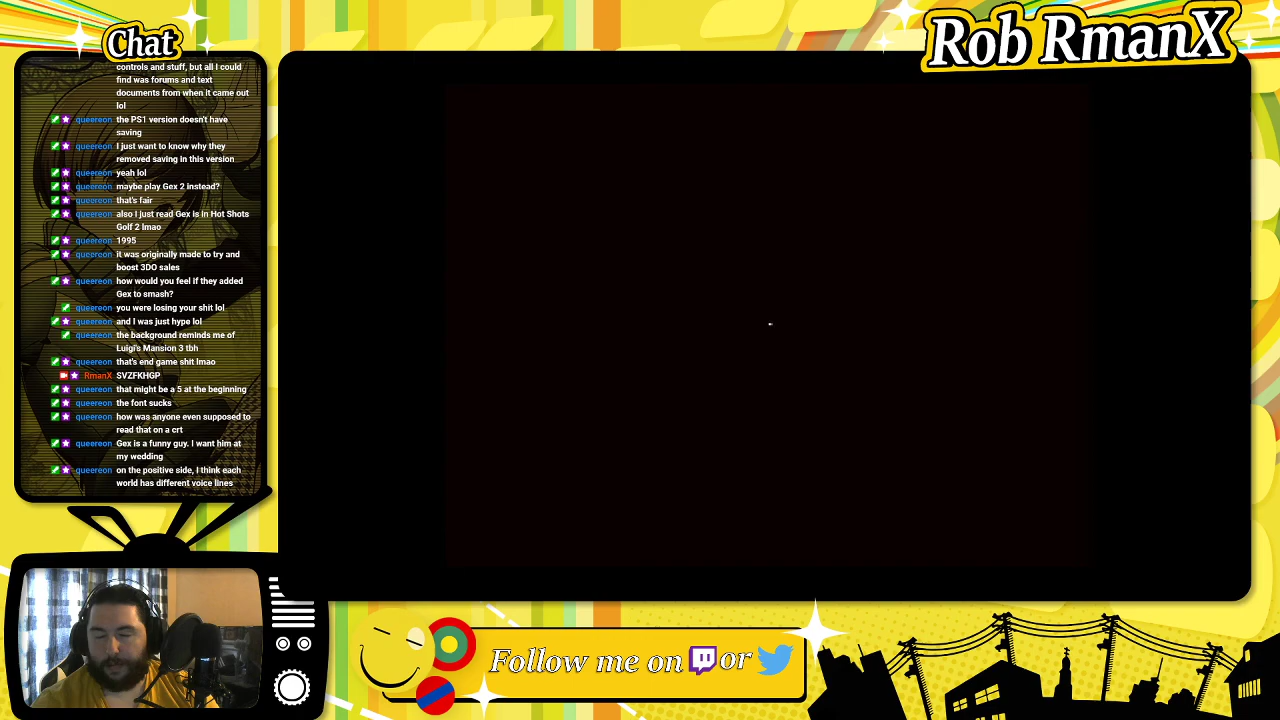 Chat
Rob RmanX
controls and stuff, but all I could
find was forums and text
documents from when it came out
lol
queereon the PS1 version doesn't have
saving
queereon I just want to know why they
removed saving in this version
queereon yeah lol
queereon maybe play Gex 2 instead?
queereon that's fair
queereon also I just read Gex is in Hot Shots
Golf 2 lmao
queereon 1995
queereon it was originally made to try and
boost 3DO sales
queereon how would you feel if they added
Gex to smash?
queereon you were losing your shit lol
queereon and I was just hype lol
queereon the background reminds me of
Luigis Mansion 3 tbh
queereon that's end game shit lmao
RmanX SVZFKHGP
queereon that might be a 5 at the beginning
queereon the font sucks
queereon how was anyone even supposed to
read that on a crt
queereon Gex is a funny guy. I want him at
my wedding
queereon on the positive side, I think each
world has different voice lines
Follow me on or